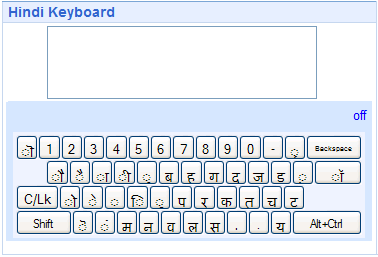 Hindi Keyboard
off
ॊ 1 2 3 4 5 6 7 8 9 0 - ृ Backspace
ौ ै ा ी ू ब ह ग द ज ड ़ ॉ
C/Lk ो े ् ि ु प र क त च ट
Shift ॆ ं म न व ल स , . य Alt+Ctrl